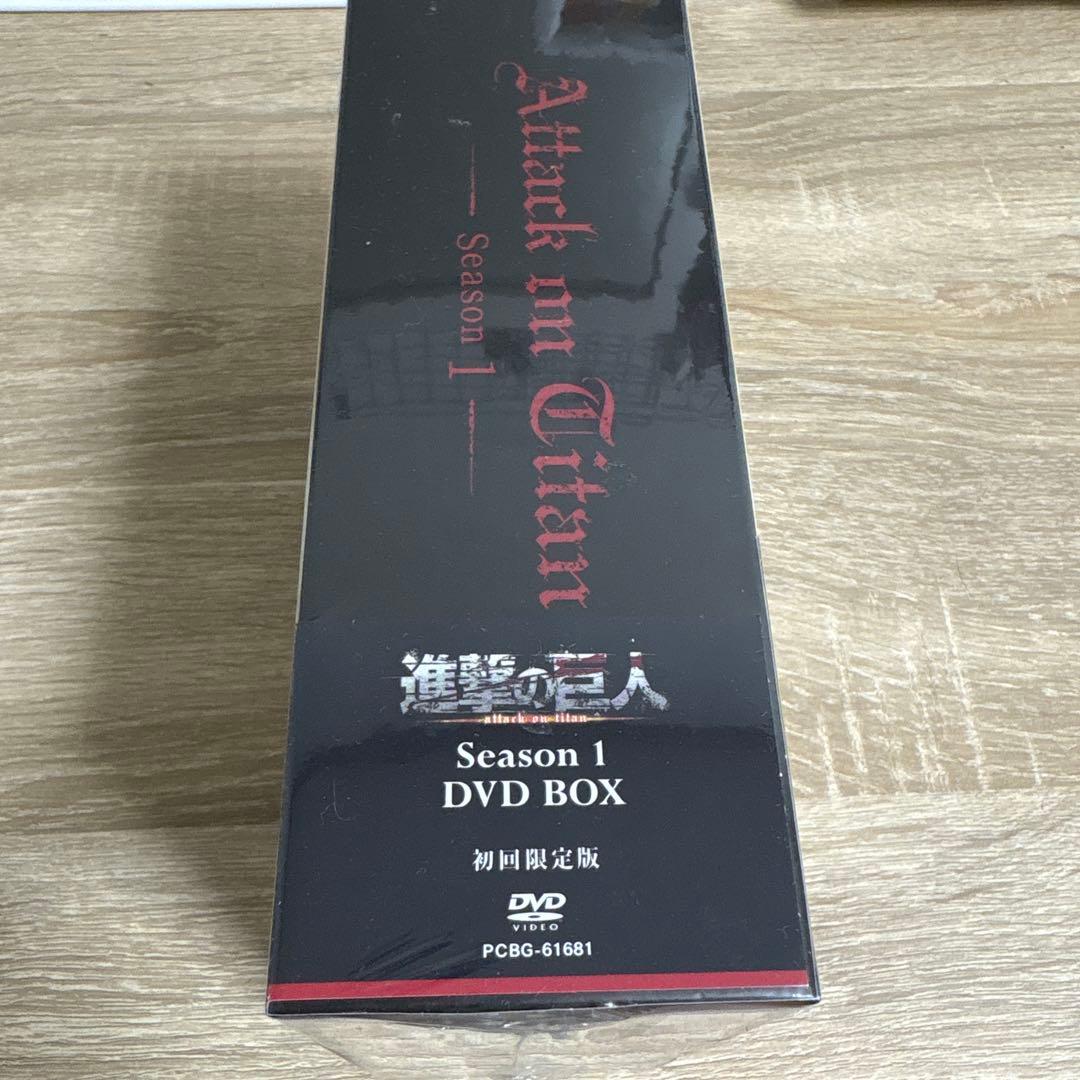 Attack on Titan
Season 1
進撃の巨人
attack on titan
Season 1
DVD BOX
初回限定版
DVD
VIDEO
PCBG-61681